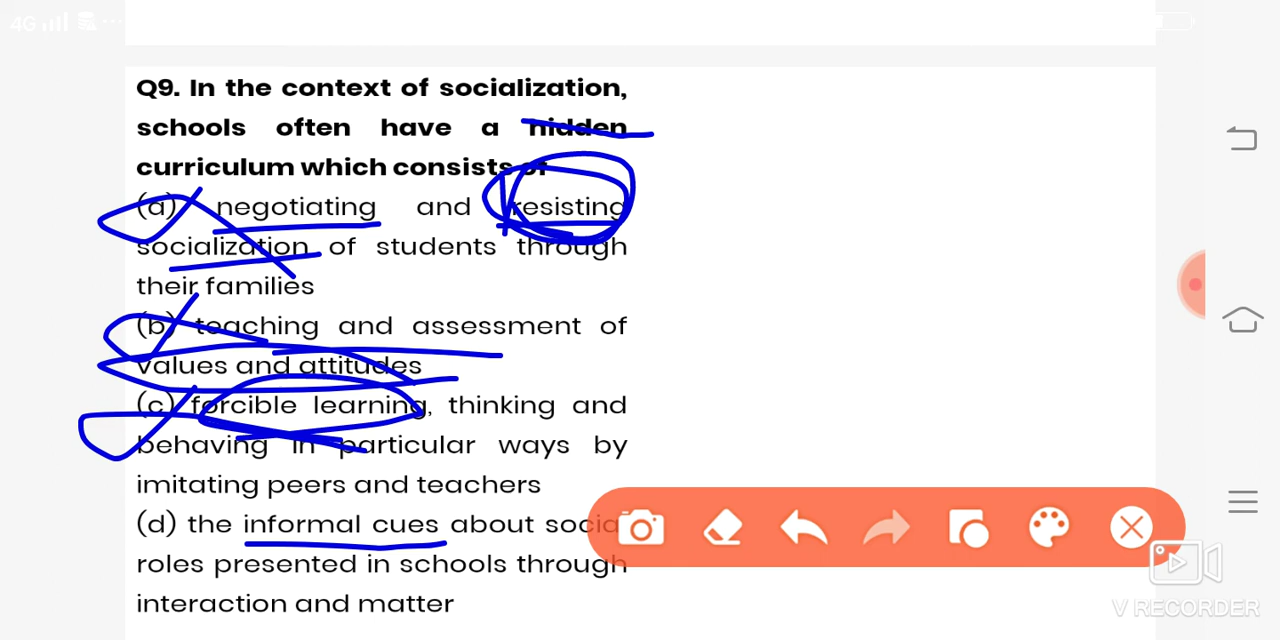 4G
Q9. In the context of socialization,
schools often have a hidden
curriculum which consists of
(a) negotiating and resisting
socialization of students through
their families
(b) teaching and assessment of
values and attitudes
(c) forcible learning, thinking and
behaving in particular ways by
imitating peers and teachers
(d) the informal cues about social
roles presented in schools through
interaction and matter
V RECORDER